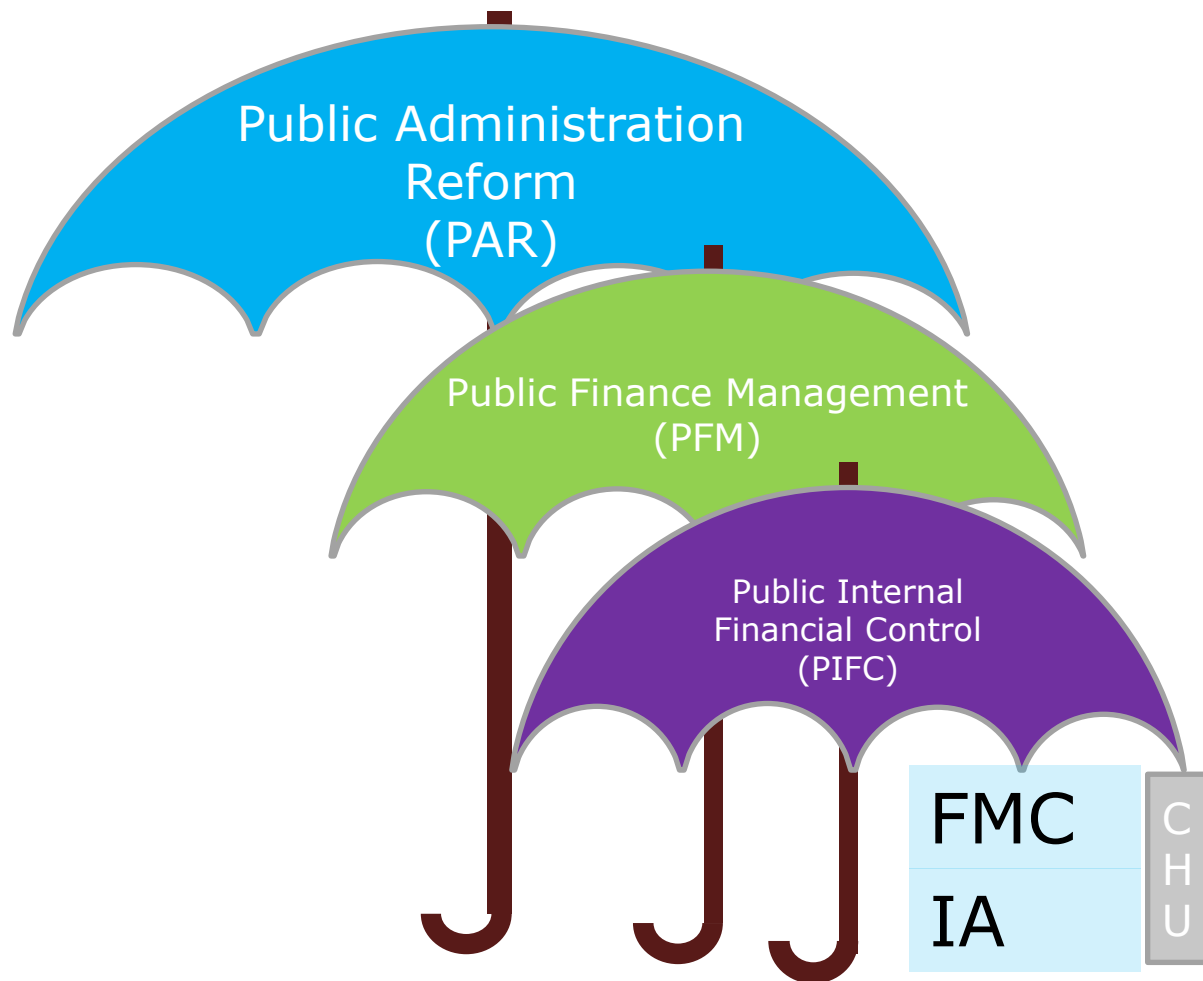 Public Administration
Reform
(PAR)
Public Finance Management
(PFM)
Public Internal
Financial Control
(PIFC)
FMC
IA
C
H
U